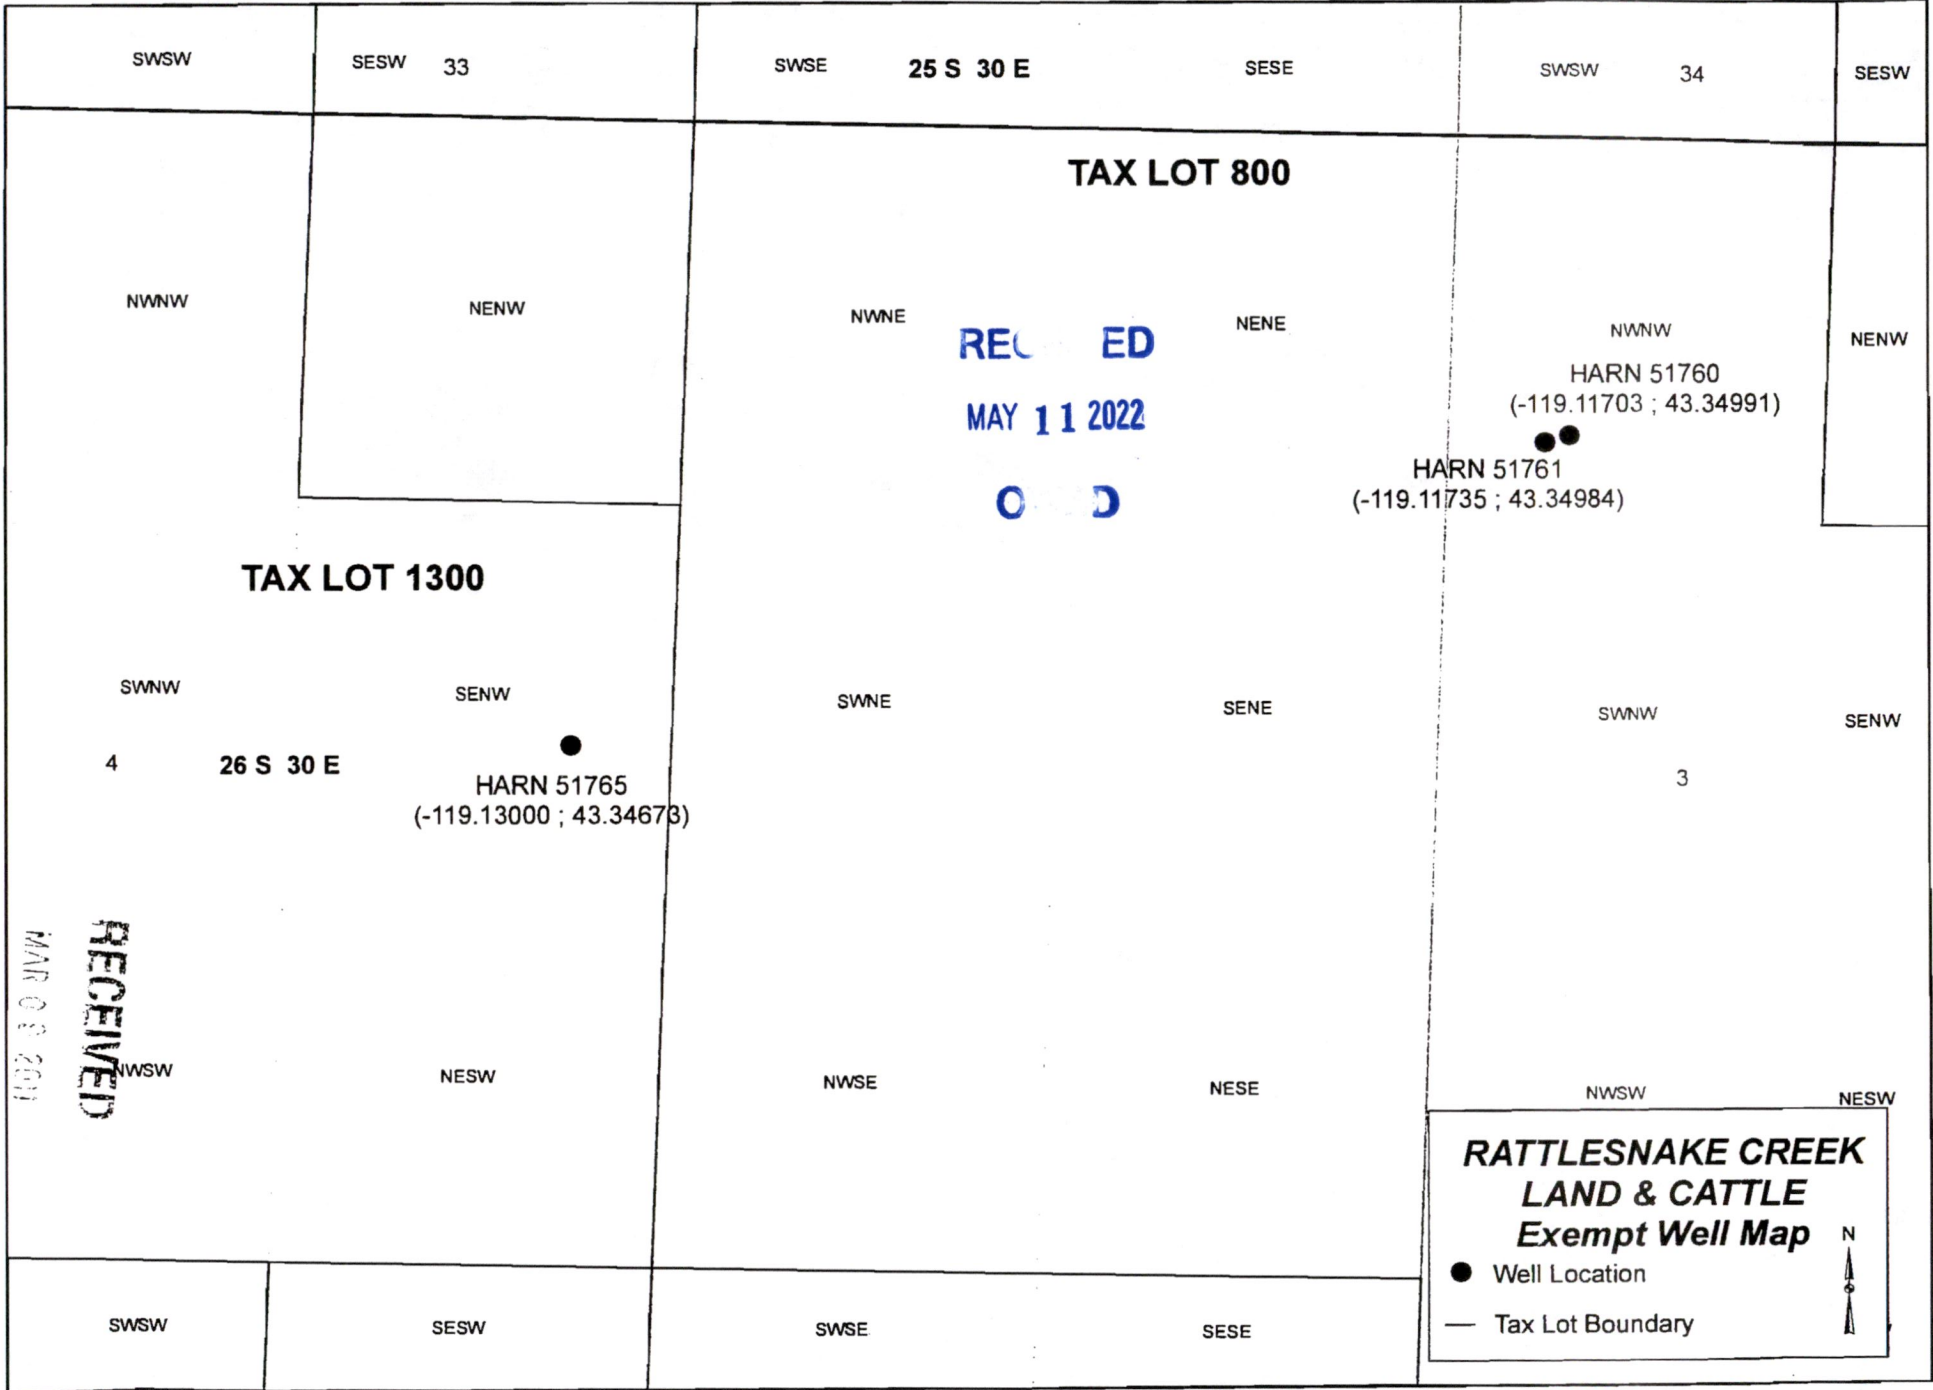 SWSW
SESW 33
SWSE
25 S 30 E
SESE
SWSW 34
SESW
TAX LOT 800
NWNW
NENW
NWNE
NENE
NWNW
NENW
REC ED
MAY 11 2022
O D
HARN 51760
(-119.11703 ; 43.34991)
HARN 51761
(-119.11735 ; 43.34984)
TAX LOT 1300
SWNW
SENW
SWNE
SENE
SWNW
SENW
4
26 S 30 E
3
HARN 51765
(-119.13000 ; 43.34673)
RECEIVED
NWSW
NESW
NWSE
NESE
NWSW
NESW
RATTLESNAKE CREEK
LAND & CATTLE
Exempt Well Map
N
Well Location
Tax Lot Boundary
SWSW
SESW
SWSE
SESE